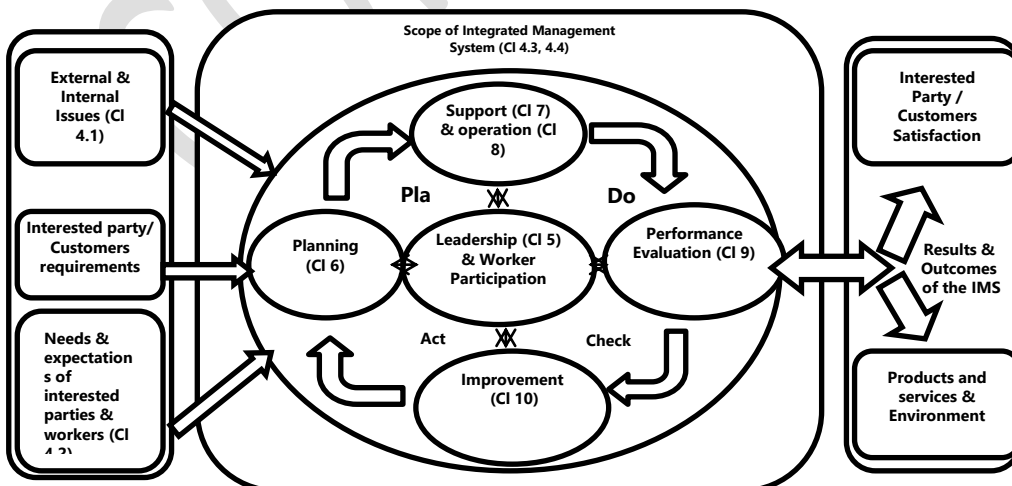 Scope of Integrated Management
System (Cl 4.3, 4.4)
External &
Internal
Issues (Cl
4.1)
Interested party/
Customers
requirements
Needs &
expectation
s of
interested
parties &
workers (Cl
4.2)
Support (Cl 7)
& operation (Cl
8)
Pla
Do
Planning
(Cl 6)
Leadership (Cl 5)
& Worker
Participation
Performance
Evaluation (Cl 9)
Act
Check
Improvement
(Cl 10)
Interested
Party /
Customers
Satisfaction
Results &
Outcomes
of the IMS
Products and
services &
Environment